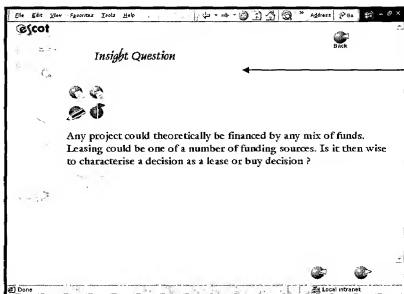 File Edit View Favorites Tools Help
Address
escot
Back
Insight Question
Any project could theoretically be financed by any mix of funds.
Leasing could be one of a number of funding sources. Is it then wise
to characterise a decision as a lease or buy decision ?
Done
Local intranet